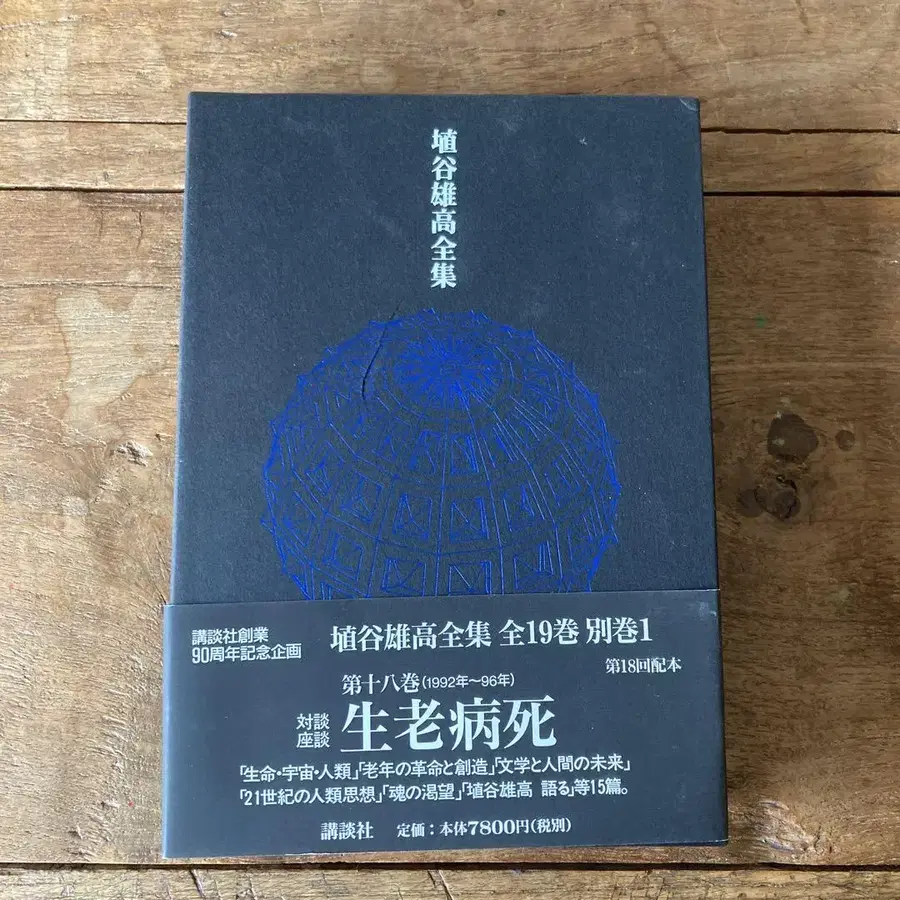 埴谷雄高全集
講談社創業
90周年記念企画
埴谷雄高全集 全19巻 別巻1
第18回配本
第十八巻(1992年~96年)
対談
座談
生老病死
「生命・宇宙・人類」「老年の革命と創造」「文学と人間の未来」
「21世紀の人類思想」「魂の渇望」「埴谷雄高 語る」等15篇。
講談社 定価:本体7800円(税別)